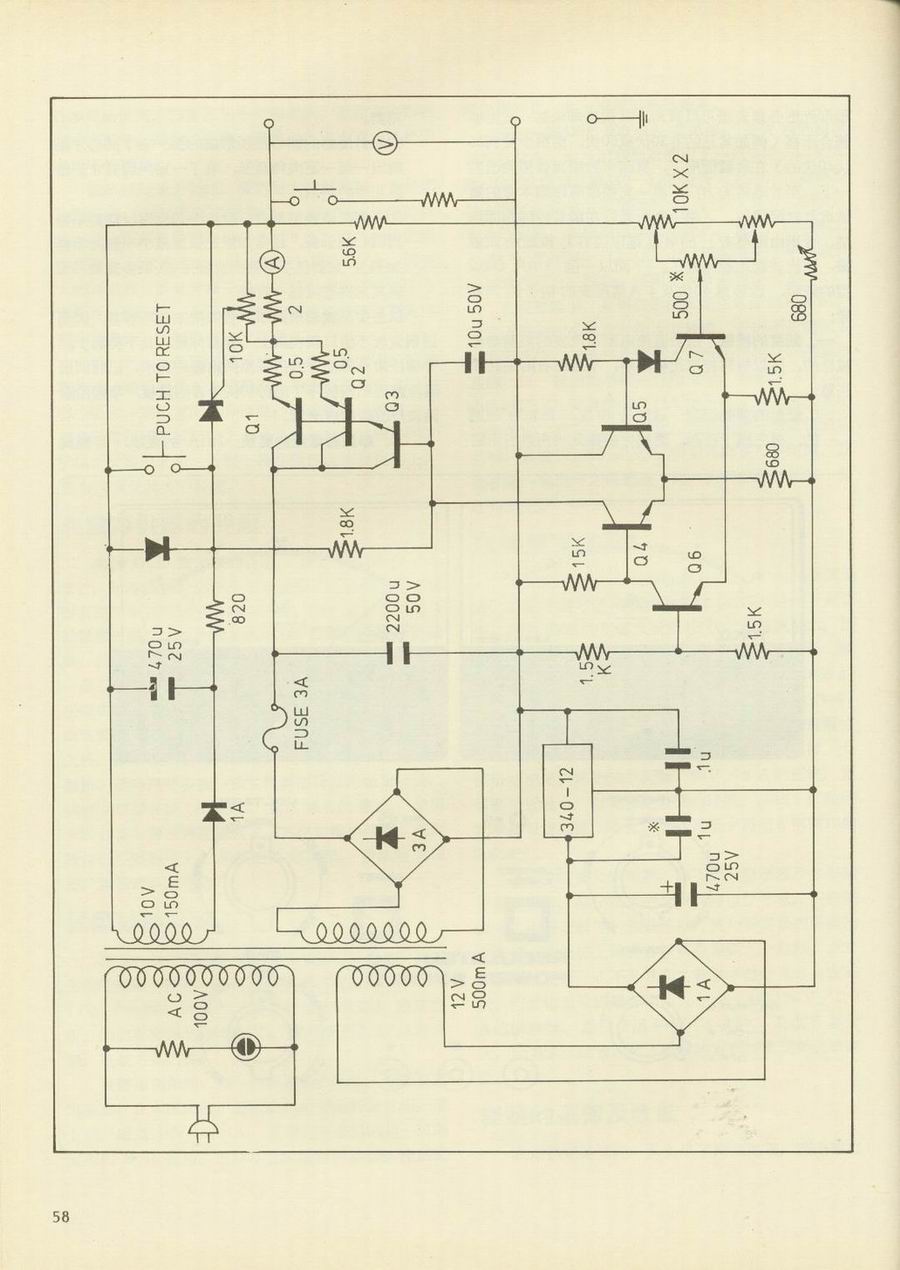 AC
100V
10V
150mA
1A
470u
25V
820
PUCH TO RESET
10K
FUSE 3A
3A
2200u
50V
1.8K
Q1
0.5
0.5
Q2
Q3
2
A
5.6K
V
10u 50V
12V
500mA
1A
470u
25V
+
※
1u
340-12
.1u
1.5
K
1.5K
15K
Q4
Q6
Q5
680
1.8K
Q7
1.5K
500 ※
10K X 2
680
58